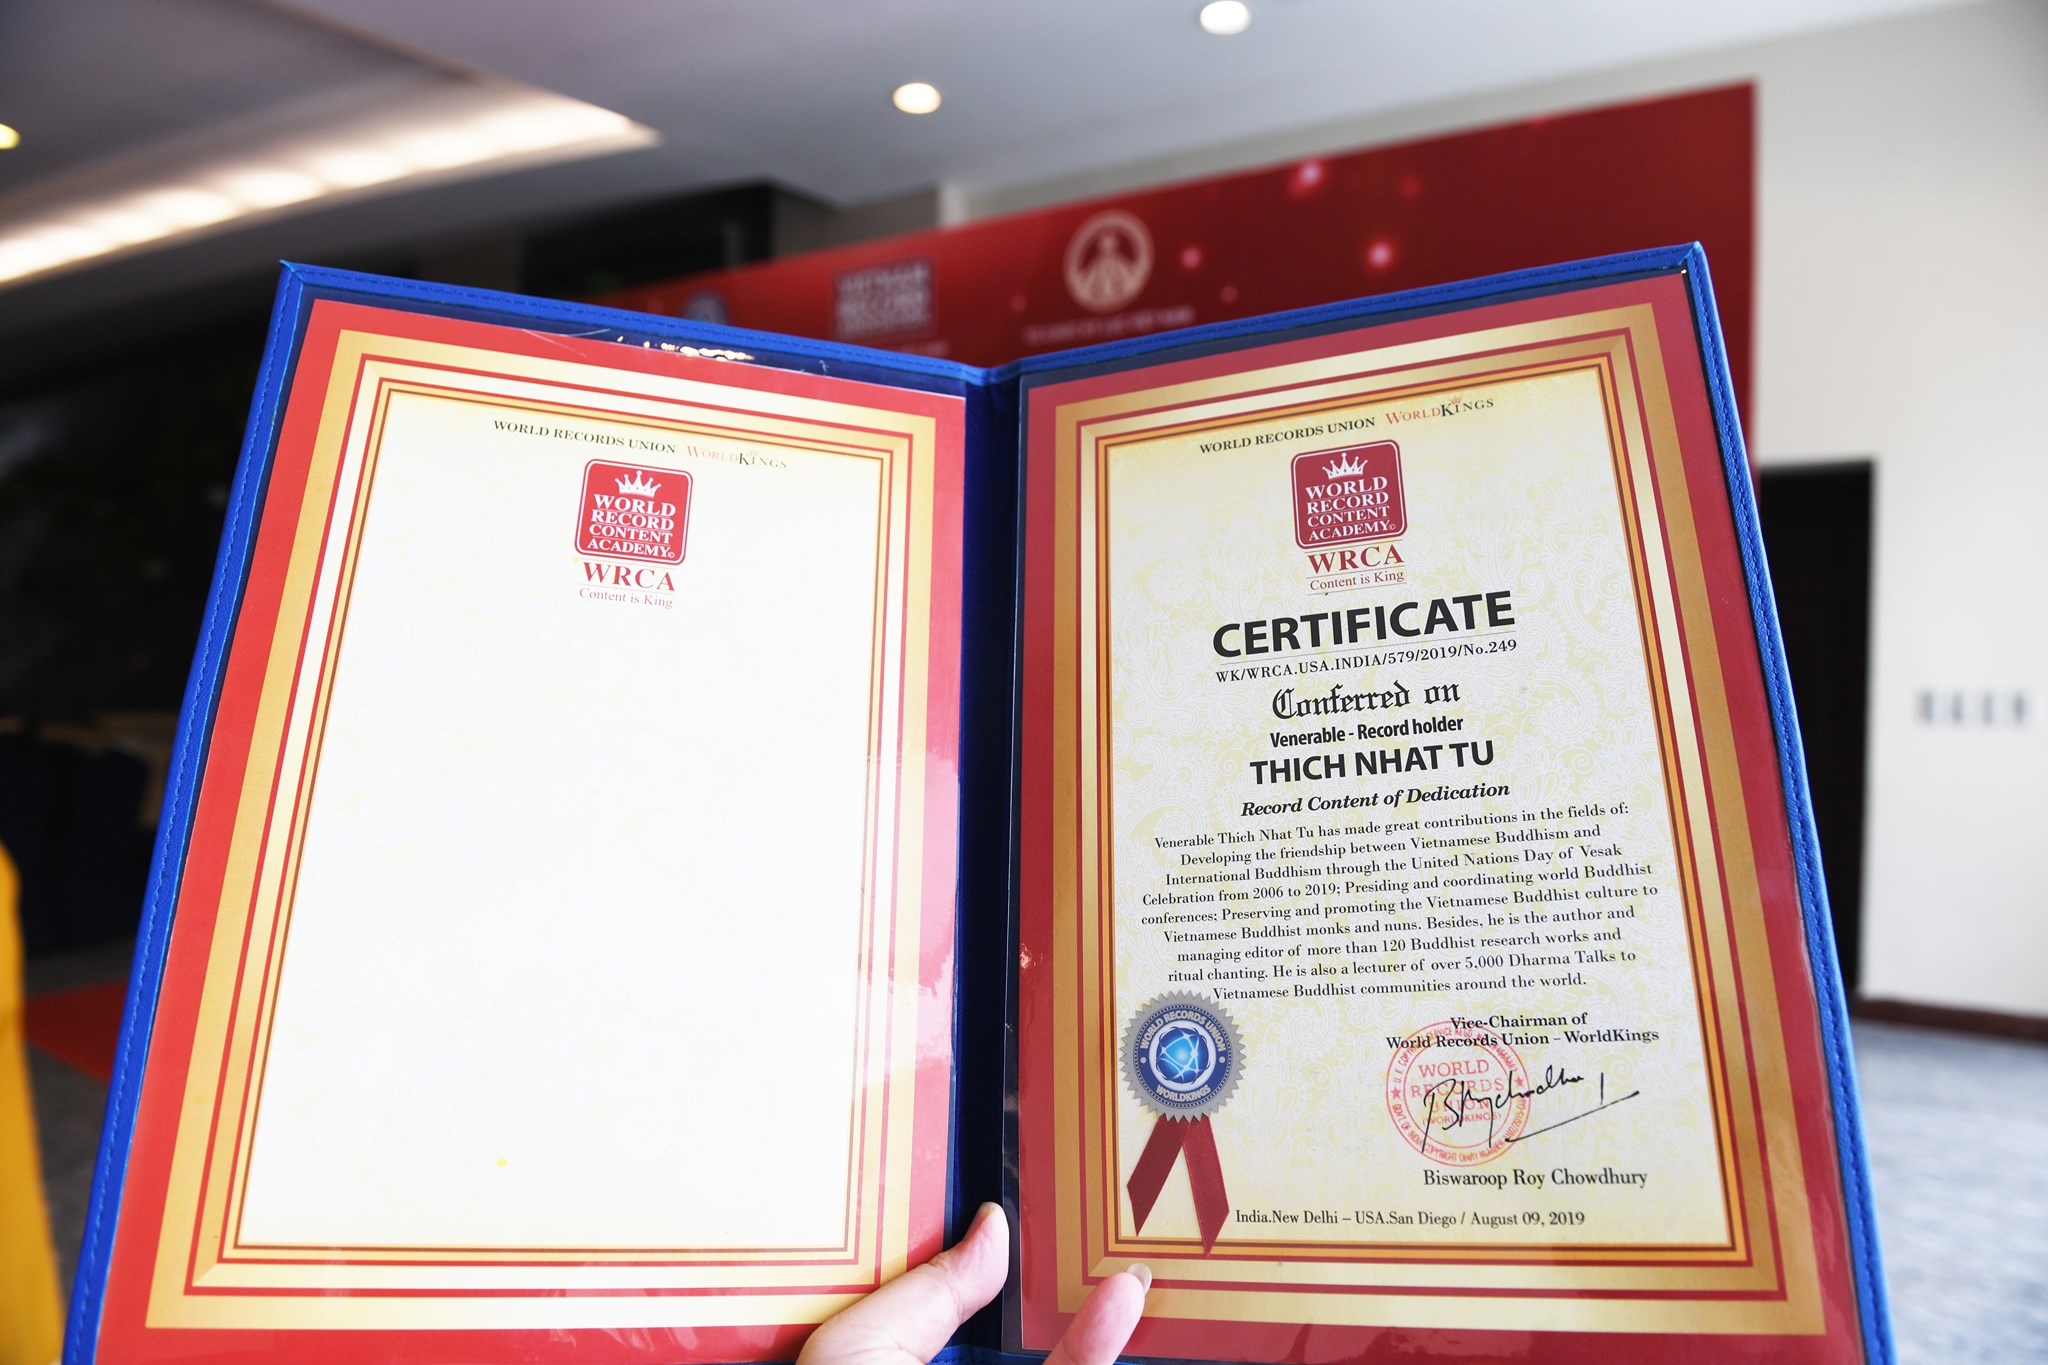 VIETNAM
RECORD
WORLD RECORDS UNION WORLDKINGS
WORLD
RECORD
CONTENT
ACADEMY©
WRCA
Content is King
WORLD RECORDS UNION WORLDKINGS
WORLD
RECORD
CONTENT
ACADEMY©
WRCA
Content is King
CERTIFICATE
WK/WRCA.USA.INDIA/579/2019/No.249
Conferred on
Venerable - Record holder
THICH NHAT TU
Record Content of Dedication
Venerable Thich Nhat Tu has made great contributions in the fields of:
Developing the friendship between Vietnamese Buddhism and
International Buddhism through the United Nations Day of Vesak
Celebration from 2006 to 2019; Presiding and coordinating world Buddhist
conferences; Preserving and promoting the Vietnamese Buddhist culture to
Vietnamese Buddhist monks and nuns. Besides, he is the author and
managing editor of more than 120 Buddhist research works and
ritual chanting. He is also a lecturer of over 5,000 Dharma Talks to
Vietnamese Buddhist communities around the world.
WORLD RECORDS UNION
WORLDKINGS
Vice-Chairman of
World Records Union – WorldKings
WORLD
RECORDS
UNION
(WORLDKINGS)
Biswaroop Roy Chowdhury
India.New Delhi – USA.San Diego / August 09, 2019